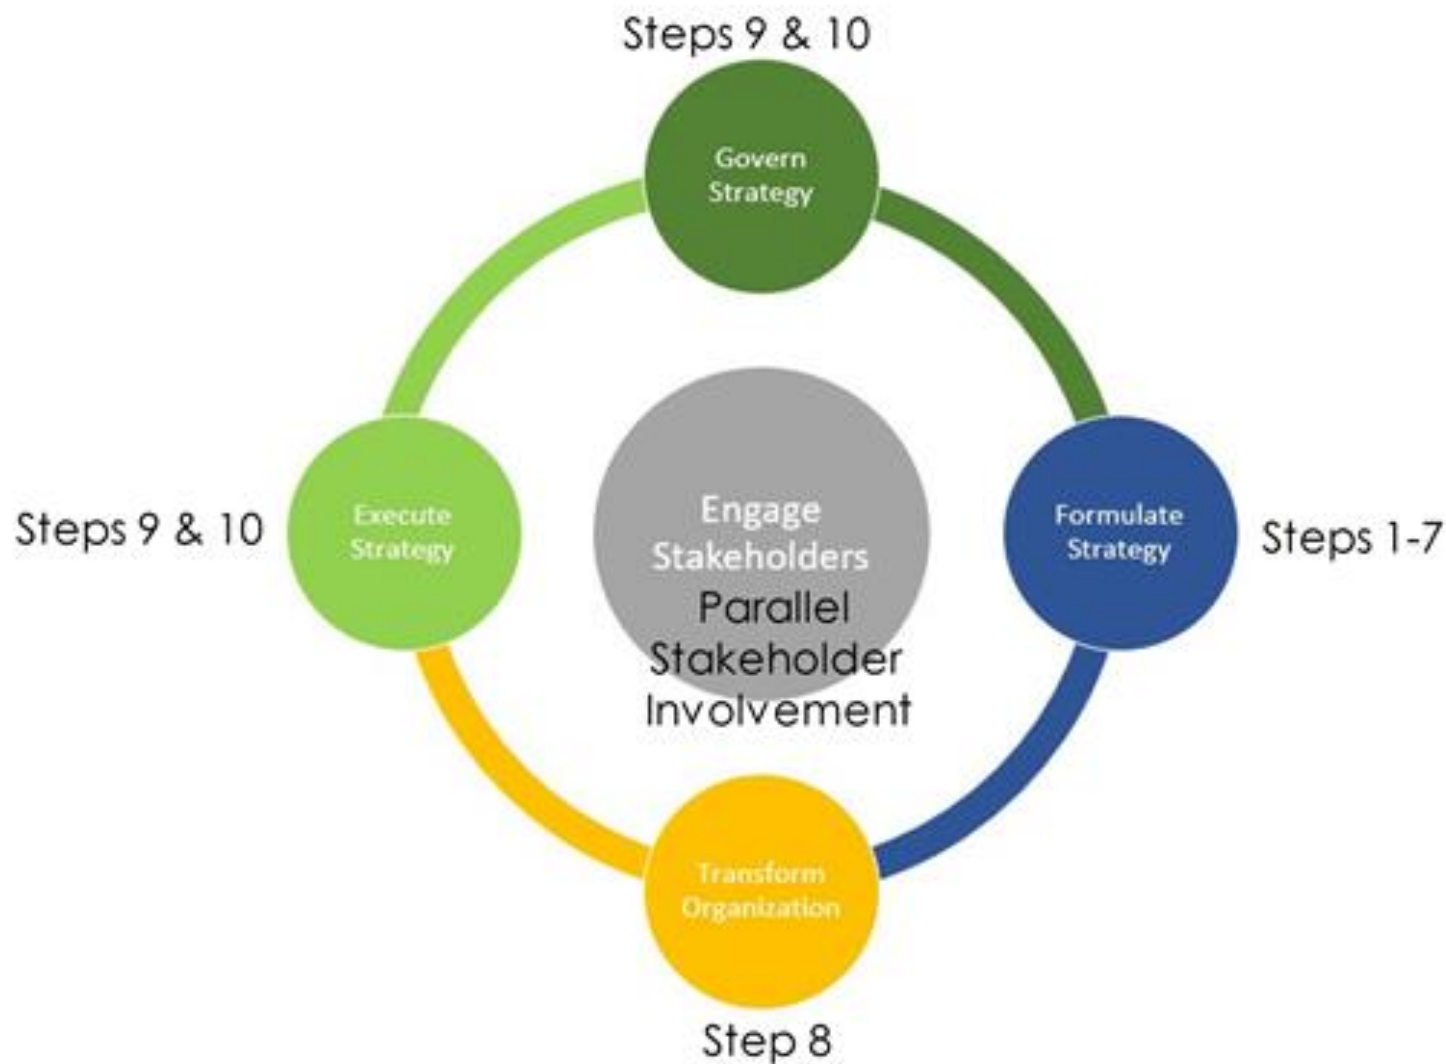 Steps 9 & 10
Govern
Strategy
Steps 9 & 10
Execute
Strategy
Engage
Stakeholders
Parallel
Stakeholder
Involvement
Formulate
Strategy
Steps 1-7
Transform
Organization
Step 8